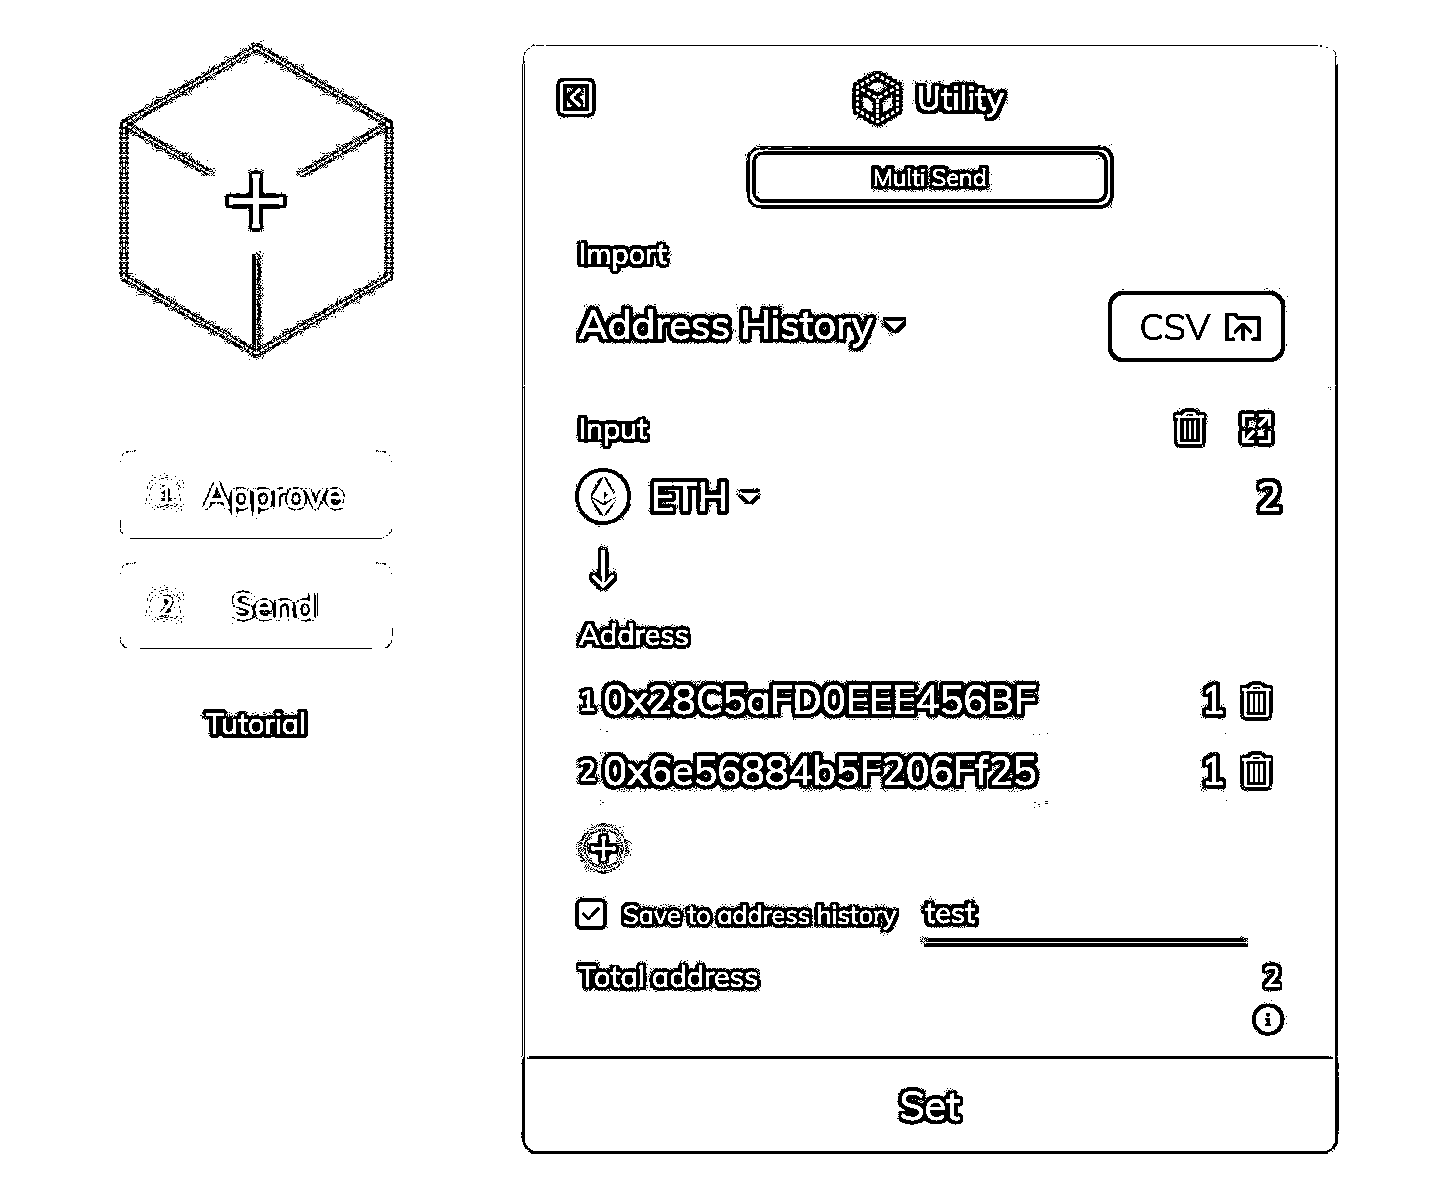 1 Approve
2 Send
Tutorial
Utility
Multi Send
Import
Address History
CSV
Input
ETH
2
Address
1 0x28C5aFD0EEE456BF 1
2 0x6e56884b5F206Ff25 1
Save to address history test
Total address 2
Set